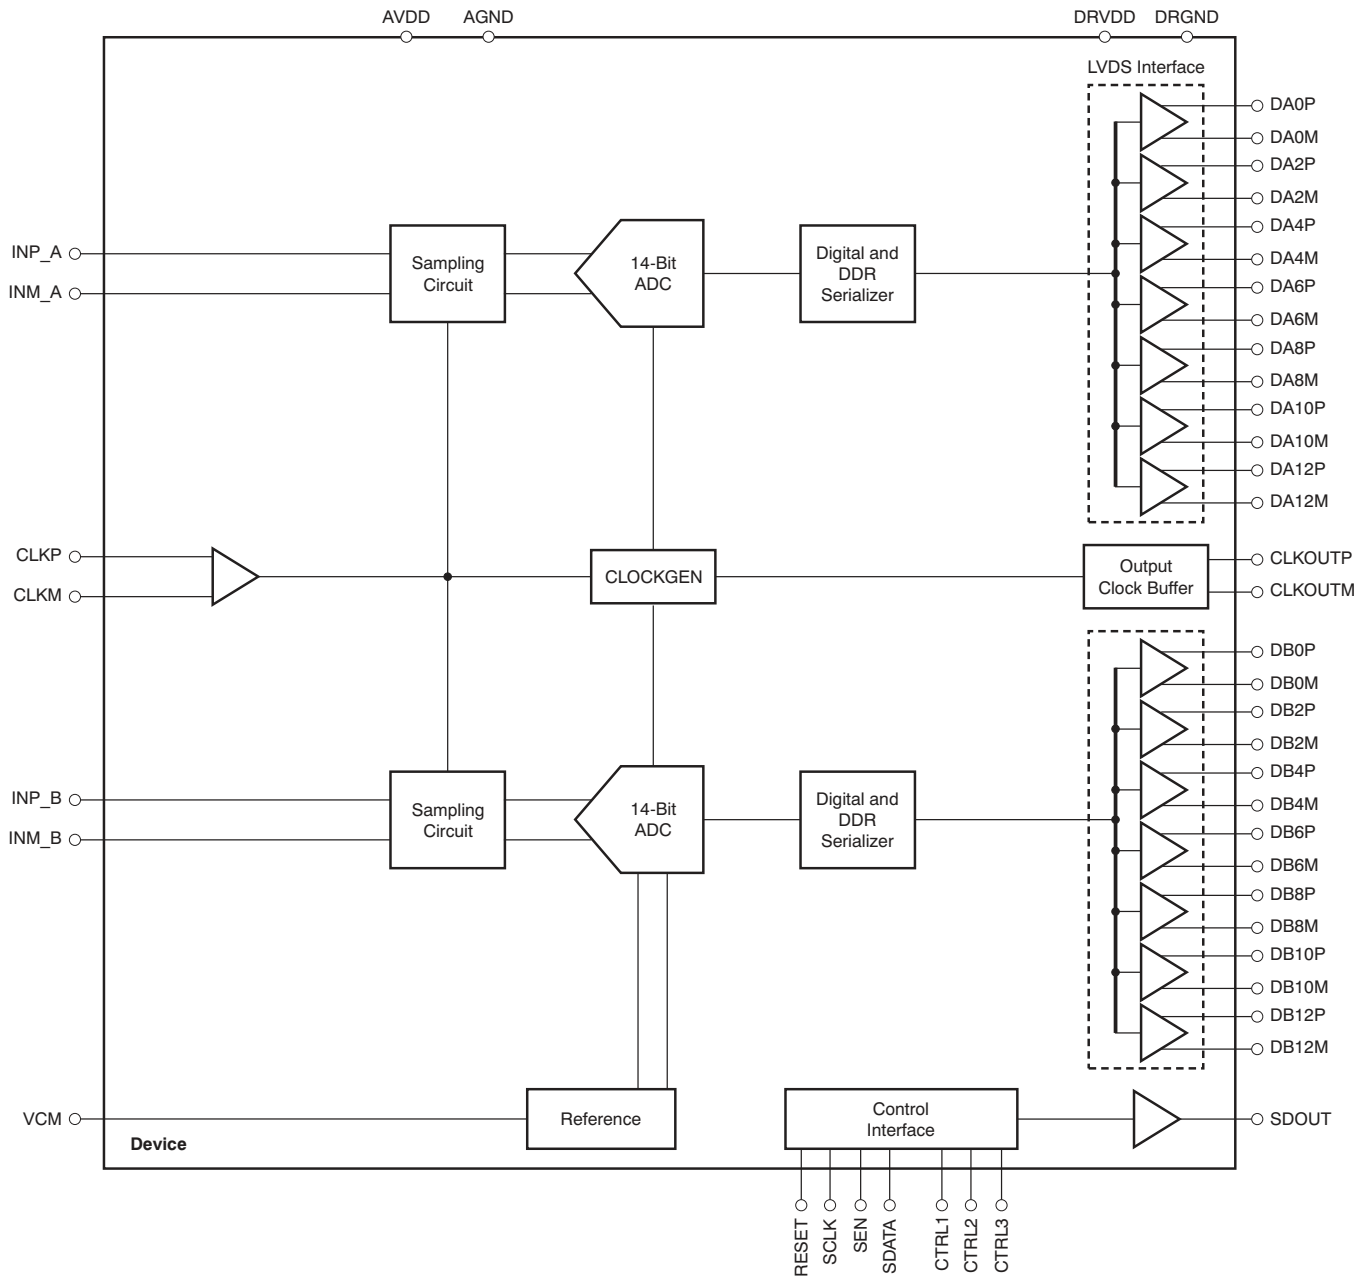 AVDD AGND DRVDD DRGND
LVDS Interface
DA0P
DA0M
DA2P
DA2M
DA4P
DA4M
DA6P
DA6M
DA8P
DA8M
DA10P
DA10M
DA12P
DA12M
INP_A
INM_A
Sampling
Circuit
14-Bit
ADC
Digital and
DDR
Serializer
CLKP
CLKM
CLOCKGEN
Output
Clock Buffer
CLKOUTP
CLKOUTM
DB0P
DB0M
DB2P
DB2M
DB4P
DB4M
DB6P
DB6M
DB8P
DB8M
DB10P
DB10M
DB12P
DB12M
INP_B
INM_B
Sampling
Circuit
14-Bit
ADC
Digital and
DDR
Serializer
VCM
Reference
Control
Interface
SDOUT
Device
RESET
SCLK
SEN
SDATA
CTRL1
CTRL2
CTRL3